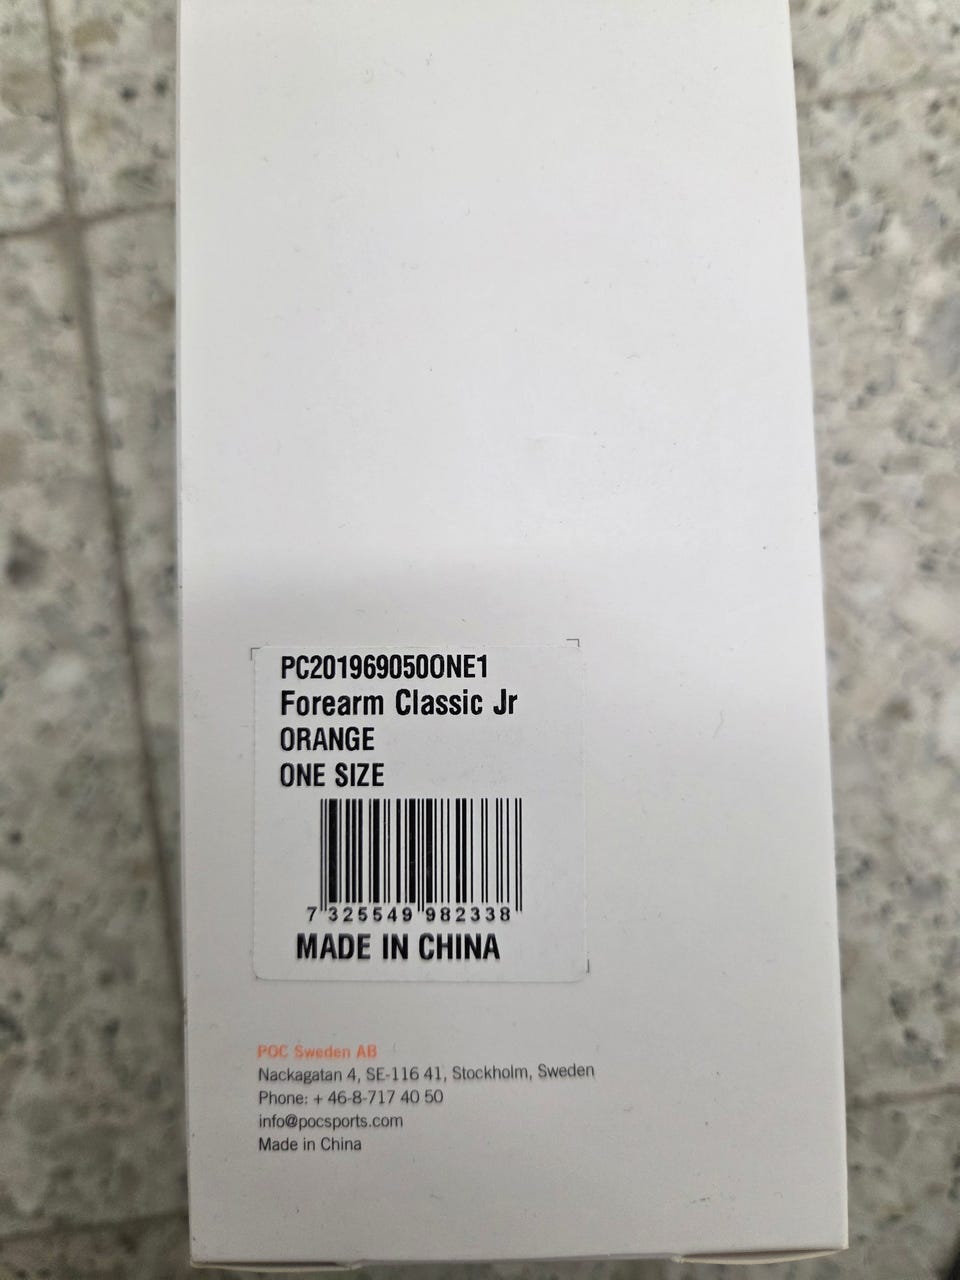 PC201969050ONE1
Forearm Classic Jr
ORANGE
ONE SIZE
7 325549 982338
MADE IN CHINA
POC Sweden AB
Nackagatan 4, SE-116 41, Stockholm, Sweden
Phone: + 46-8-717 40 50
info@pocsports.com
Made in China